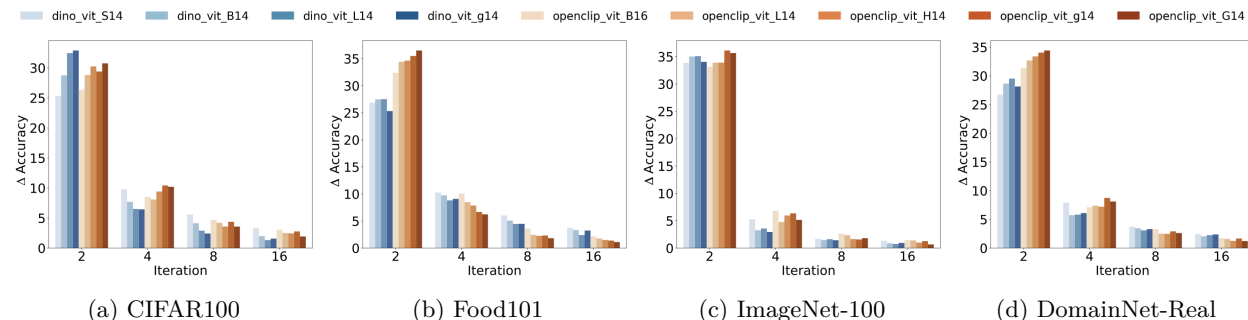 dino_vit_S14 dino_vit_B14 dino_vit_L14 dino_vit_g14 openclip_vit_B16 openclip_vit_L14 openclip_vit_H14 openclip_vit_g14 openclip_vit_G14
Δ Accuracy
30
25
20
15
10
5
0
2 4 8 16
Iteration
(a) CIFAR100
Δ Accuracy
35
30
25
20
15
10
5
0
2 4 8 16
Iteration
(b) Food101
Δ Accuracy
35
30
25
20
15
10
5
0
2 4 8 16
Iteration
(c) ImageNet-100
Δ Accuracy
35
30
25
20
15
10
5
0
2 4 8 16
Iteration
(d) DomainNet-Real